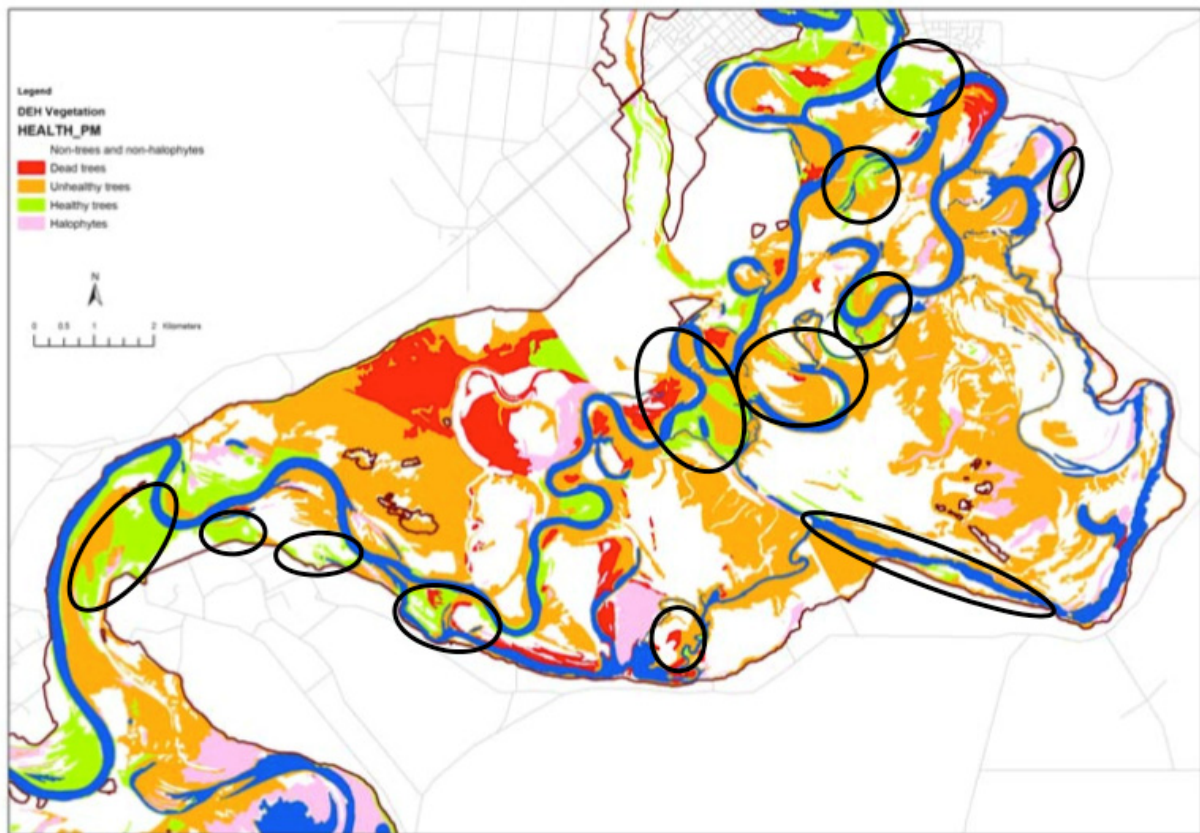 Legend
DEH Vegetation
HEALTH_PM
Non-trees and non-halophytes
Dead trees
Unhealthy trees
Healthy trees
Halophytes
N
0 0.5 1 2 Kilometers